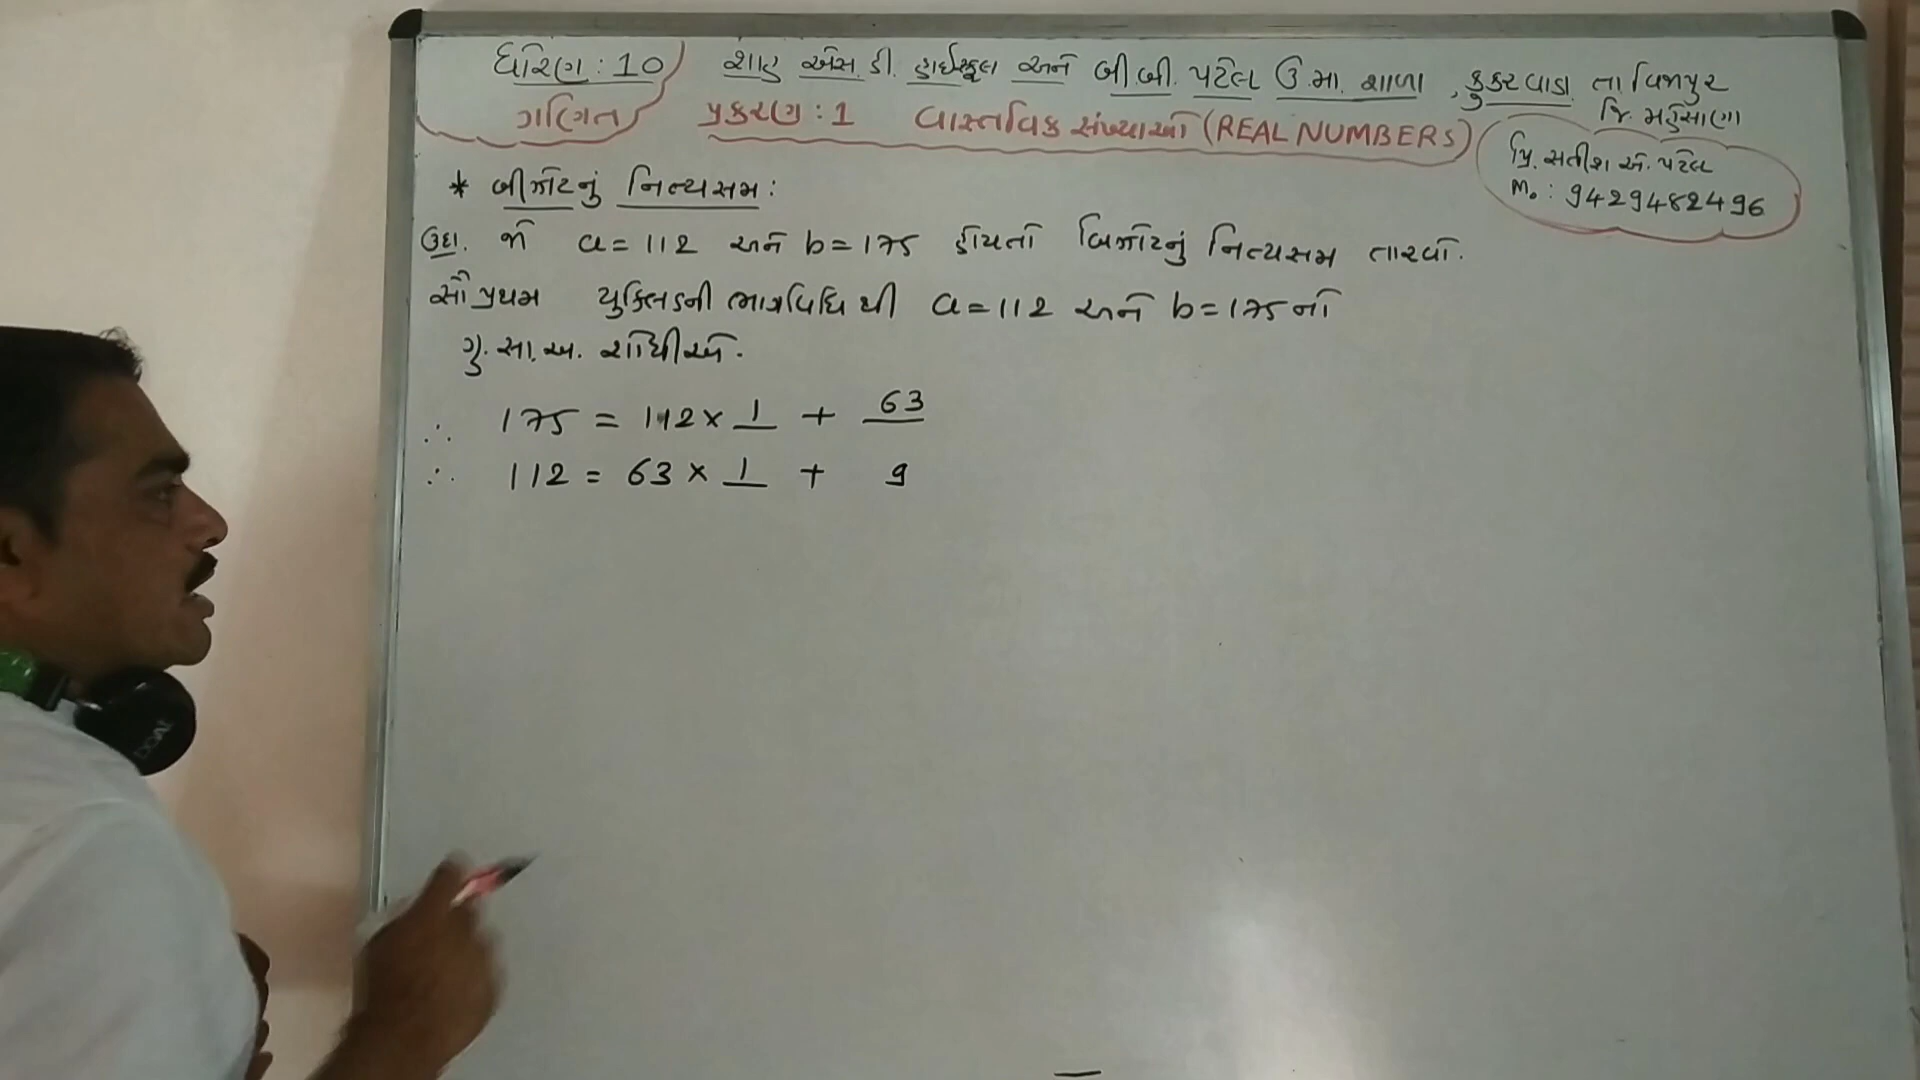 ધોરણ : 10 શાહ એસ. ડી. હાઈસ્કૂલ અને બી.બી. પટેલ ઉ.મા. શાળા , કુકરવાડા તા વિજાપુર
જિ. મહેસાણા
ગણિત પ્રકરણ : 1 વાસ્તવિક સંખ્યાઓ (REAL NUMBERS)
પ્રિ. સતીશ એ. પટેલ
M. : 9429482496
* બીઝોટનું નિત્યસમ :
ઉદા. જો a = 112 અને b = 175 હોયતો બિઝોટનું નિત્યસમ તારવો.
સૌ પ્રથમ યુક્લિડની ભાગવિધિ થી a = 112 અને b = 175 નો
ગુ. સા. અ. શોધીએ.
∴ 175 = 112 × 1 + 63
∴ 112 = 63 × 1 + 9